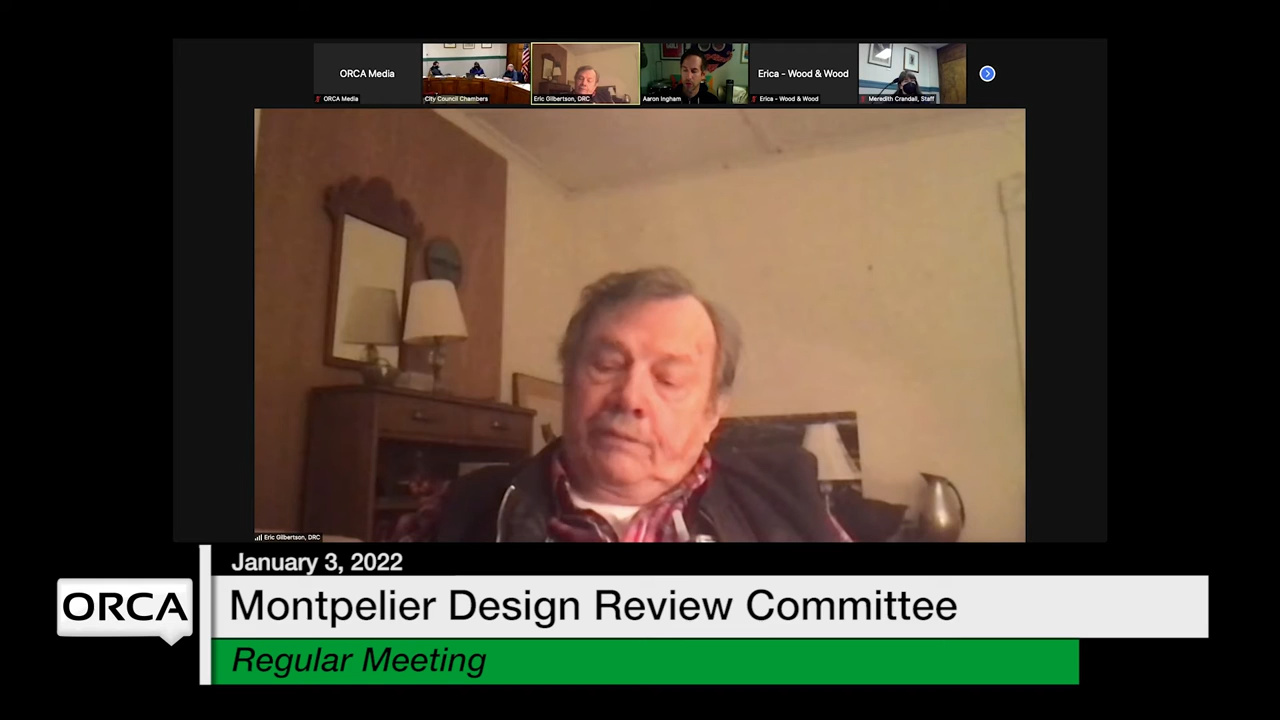 ORCA Media
Erica - Wood & Wood
ORCA Media
City Council Chambers
Eric Gilbertson, DRC
Aaron Ingham
Erica - Wood & Wood
Meredith Crandall, Staff
Eric Gilbertson, DRC
January 3, 2022
ORCA
Montpelier Design Review Committee
Regular Meeting